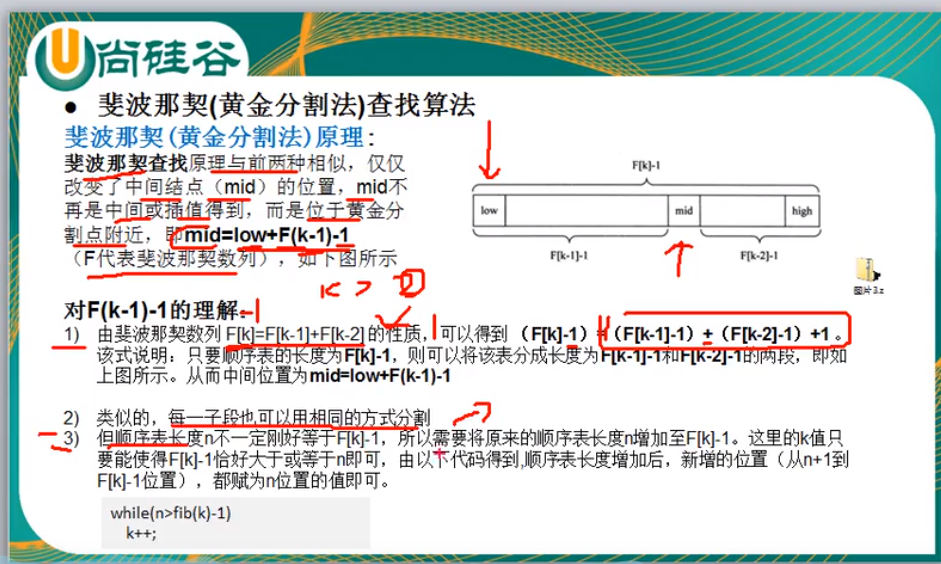 尚硅谷
● 斐波那契(黄金分割法)查找算法
斐波那契(黄金分割法)原理:
斐波那契查找原理与前两种相似，仅仅
改变了中间结点（mid）的位置，mid不
再是中间或插值得到，而是位于黄金分
割点附近，即mid=low+F(k-1)-1
（F代表斐波那契数列），如下图所示
F[k]-1
low mid high
F[k-1]-1 F[k-2]-1
图片3.z
K > 2
对F(k-1)-1的理解:
1) 由斐波那契数列 F[k]=F[k-1]+F[k-2] 的性质，可以得到 （F[k]-1）=（F[k-1]-1）+（F[k-2]-1）+1 。
该式说明：只要顺序表的长度为F[k]-1，则可以将该表分成长度为F[k-1]-1和F[k-2]-1的两段，即如
上图所示。从而中间位置为mid=low+F(k-1)-1
2) 类似的，每一子段也可以用相同的方式分割
3) 但顺序表长度n不一定刚好等于F[k]-1，所以需要将原来的顺序表长度n增加至F[k]-1。这里的k值只
要能使得F[k]-1恰好大于或等于n即可，由以下代码得到,顺序表长度增加后，新增的位置（从n+1到
F[k]-1位置），都赋为n位置的值即可。
while(n>fib(k)-1)
k++;